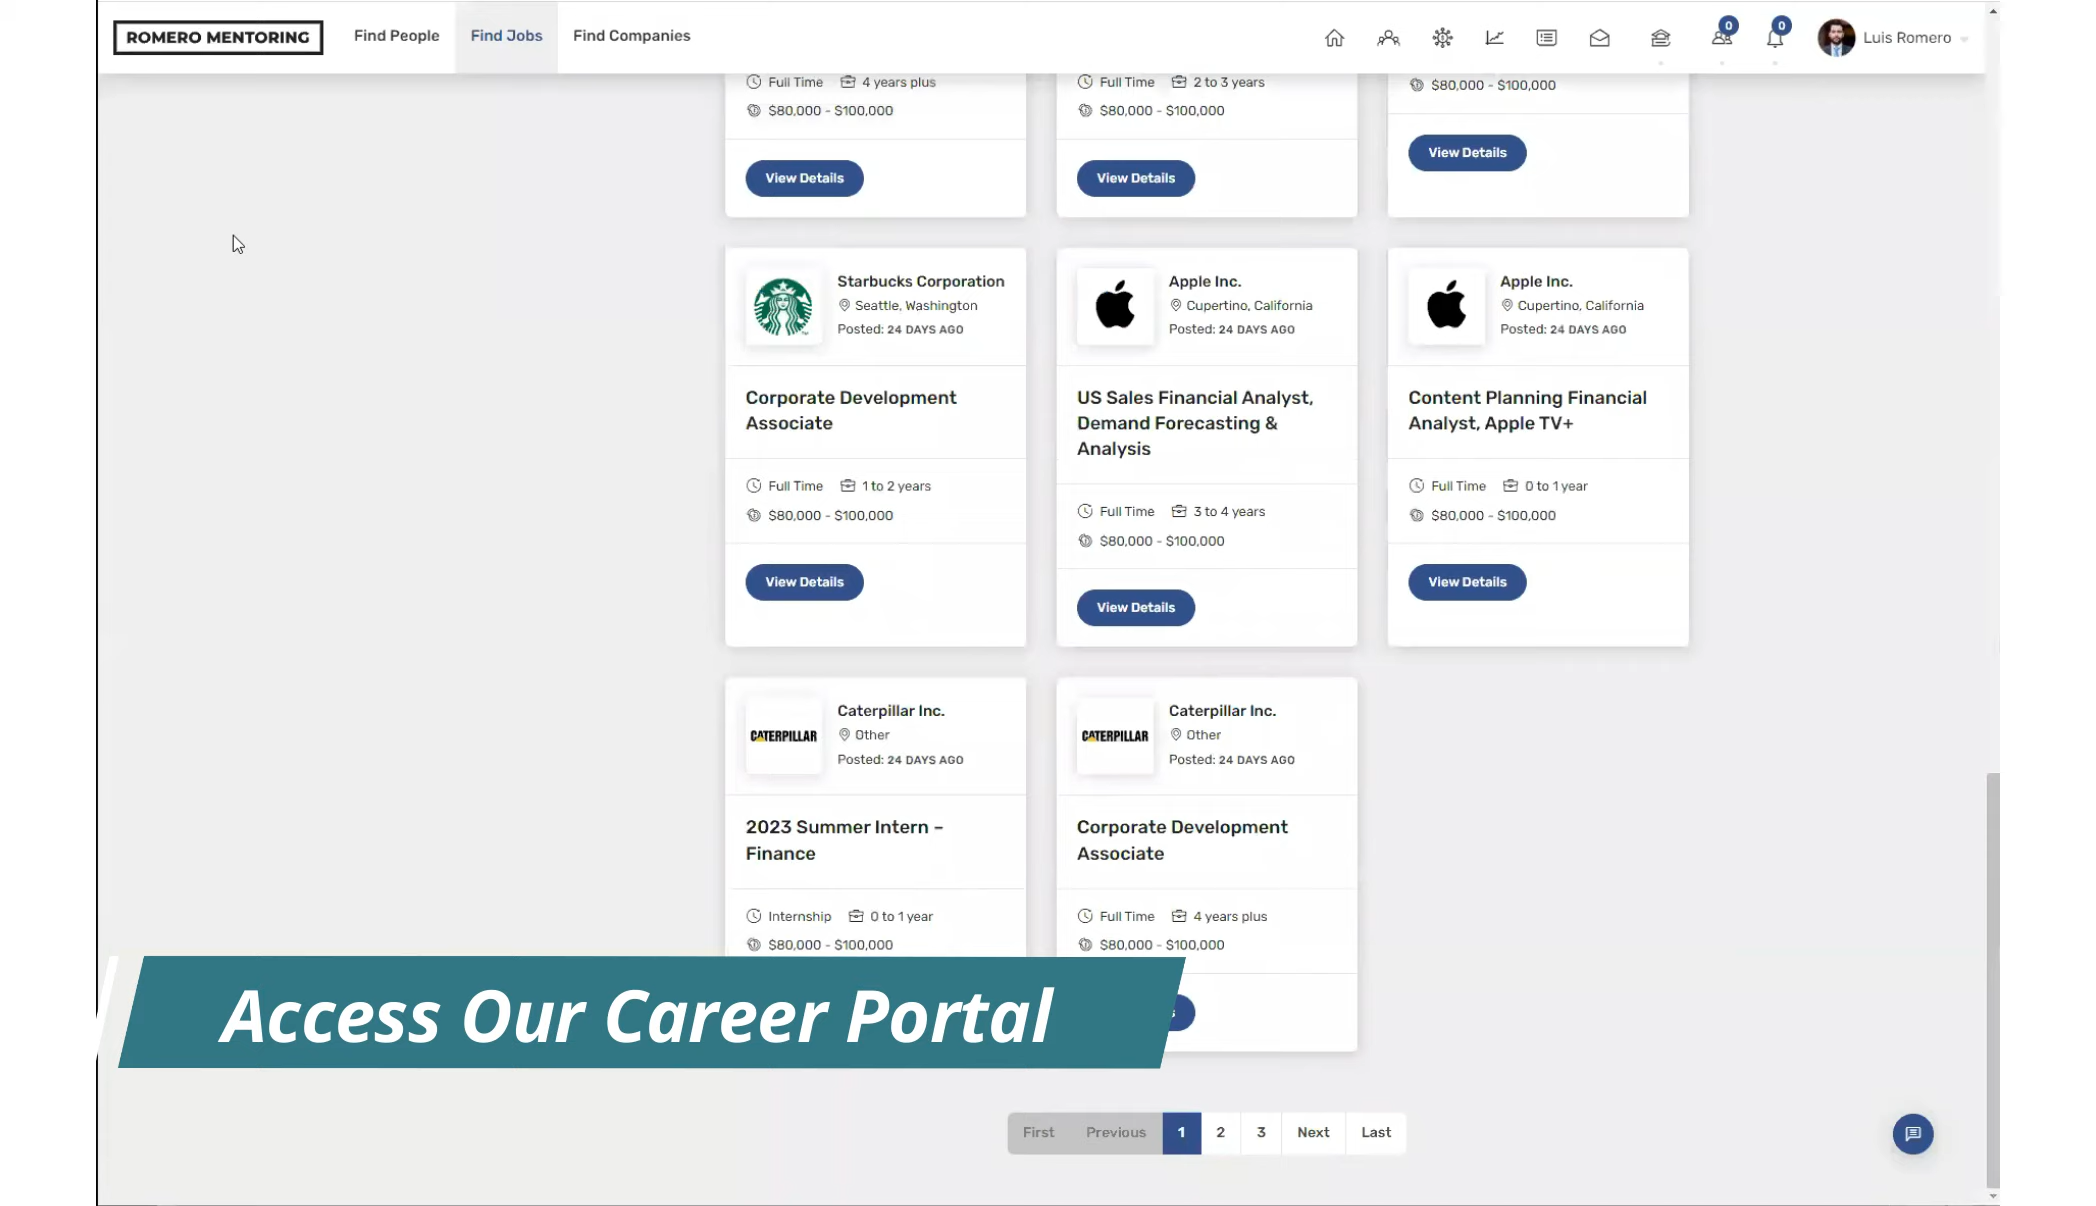 ROMERO MENTORING
Find People
Find Jobs
Find Companies
0
0
Luis Romero
Full Time 4 years plus
$80,000 - $100,000
View Details
Full Time 2 to 3 years
$80,000 - $100,000
View Details
$80,000 - $100,000
View Details
Starbucks Corporation
Seattle, Washington
Posted: 24 DAYS AGO
Corporate Development
Associate
Full Time 1 to 2 years
$80,000 - $100,000
View Details
Apple Inc.
Cupertino, California
Posted: 24 DAYS AGO
US Sales Financial Analyst,
Demand Forecasting &
Analysis
Full Time 3 to 4 years
$80,000 - $100,000
View Details
Apple Inc.
Cupertino, California
Posted: 24 DAYS AGO
Content Planning Financial
Analyst, Apple TV+
Full Time 0 to 1 year
$80,000 - $100,000
View Details
CATERPILLAR
Caterpillar Inc.
Other
Posted: 24 DAYS AGO
2023 Summer Intern –
Finance
Internship 0 to 1 year
$80,000 - $100,000
CATERPILLAR
Caterpillar Inc.
Other
Posted: 24 DAYS AGO
Corporate Development
Associate
Full Time 4 years plus
$80,000 - $100,000
Access Our Career Portal
First Previous 1 2 3 Next Last